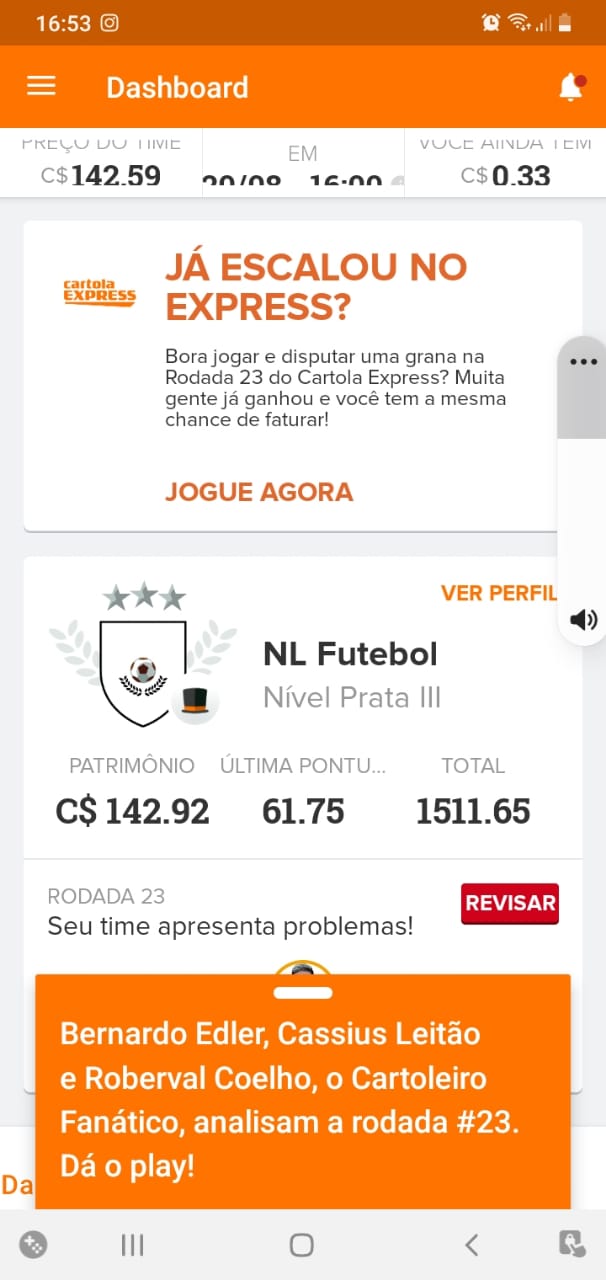 16:53
Dashboard
PREÇO DO TIME
C$ 142.59
EM
20/08 16:00
VOCÊ AINDA TEM
C$ 0.33
cartola
EXPRESS
JÁ ESCALOU NO
EXPRESS?
Bora jogar e disputar uma grana na
Rodada 23 do Cartola Express? Muita
gente já ganhou e você tem a mesma
chance de faturar!
JOGUE AGORA
VER PERFIL
NL Futebol
Nível Prata III
PATRIMÔNIO
C$ 142.92
ÚLTIMA PONTU...
61.75
TOTAL
1511.65
RODADA 23
Seu time apresenta problemas!
REVISAR
Bernardo Edler, Cassius Leitão
e Roberval Coelho, o Cartoleiro
Fanático, analisam a rodada #23.
Dá o play!
Da